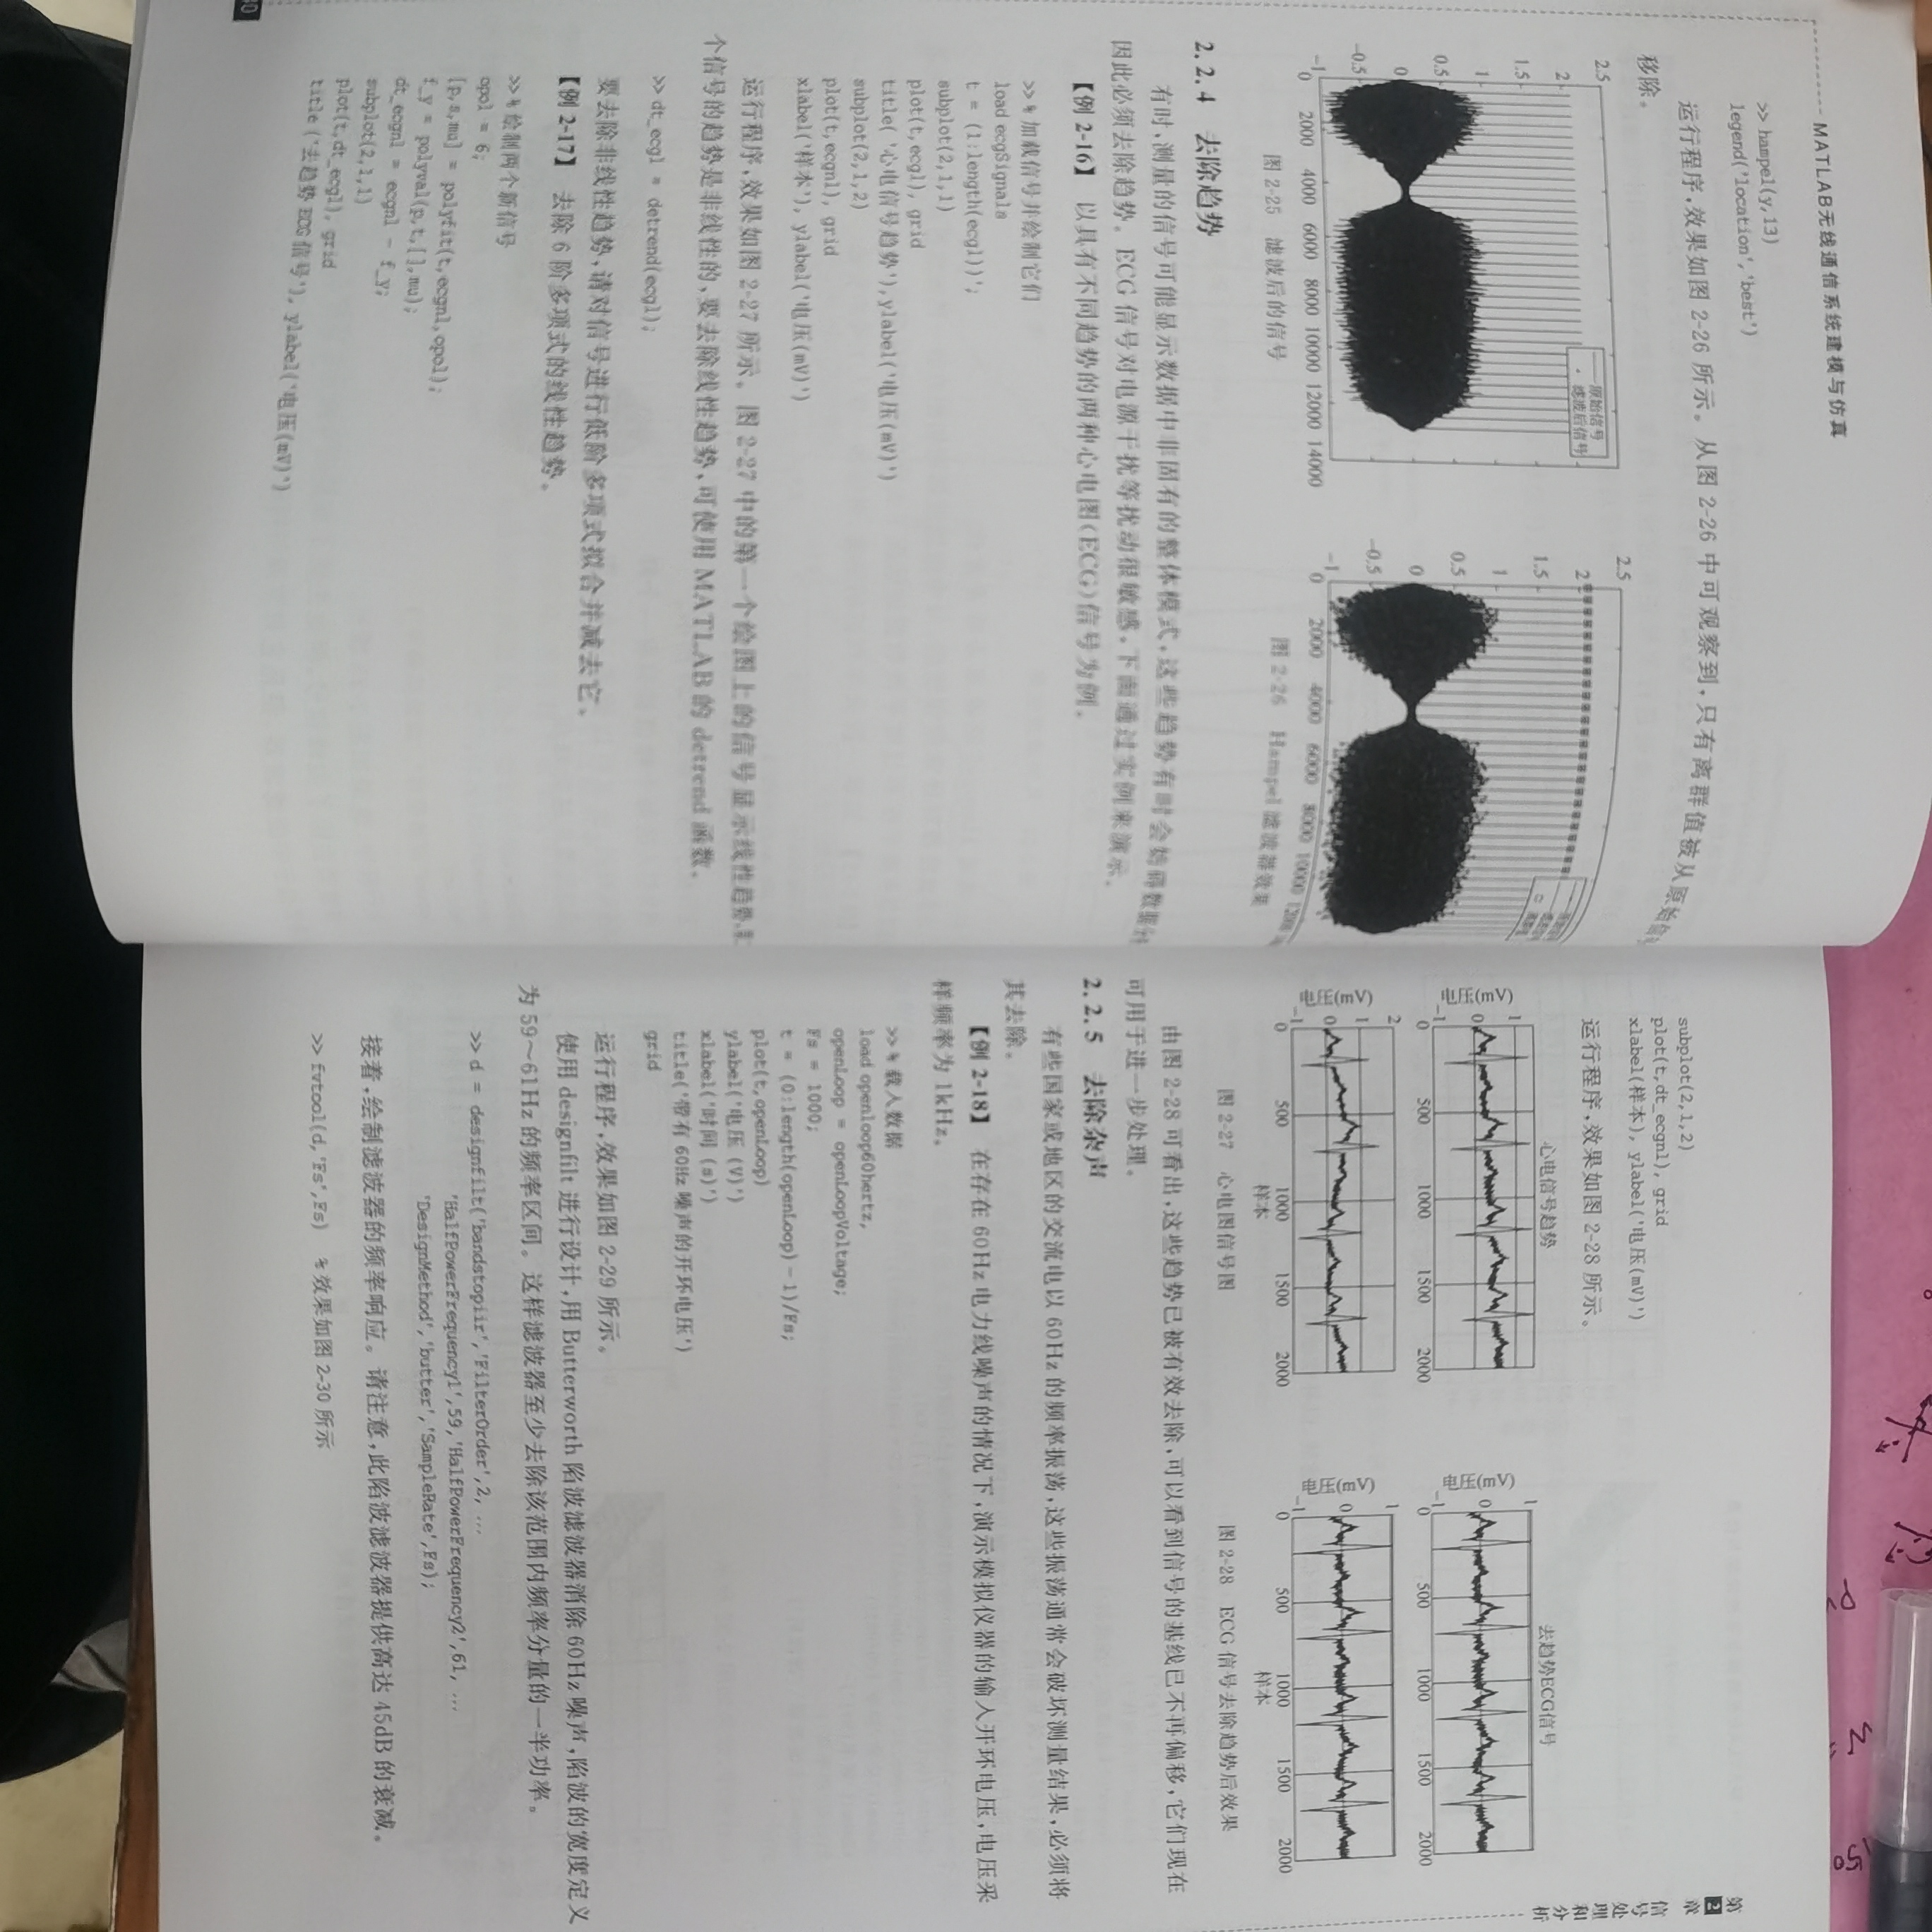 MATLAB无线通信系统建模与仿真
>> hampel(y,13)
legend('location','best')
运行程序,效果如图 2-26 所示。从图 2-26 中可观察到,只有离群值被从原始信号
移除。
2.5
2
1.5
1
0.5
0
-0.5
-1
原始信号
滤波后信号
0 2000 4000 6000 8000 10000 12000 14000
图 2-25 滤波后的信号
2.5
2
1.5
1
0.5
0
-0.5
-1
0 2000 4000 6000 8000 10000 12000
图 2-26 Hampel 滤波器效果
2.2.4 去除趋势
有时,测量的信号可能显示数据中非固有的整体模式,这些趋势有时会妨碍数据分
因此必须去除趋势。ECG 信号对电源干扰等扰动很敏感,下面通过实例来演示。
【例 2-16】 以具有不同趋势的两种心电图(ECG)信号为例。
>> % 加载信号并绘制它们
load ecgSignals
t = (1:length(ecgl))';
subplot(2,1,1)
plot(t,ecgl), grid
title( '心电信号趋势'),ylabel('电压(mV)')
subplot(2,1,2)
plot(t,ecgnl), grid
xlabel('样本'), ylabel('电压(mV)')
运行程序,效果如图 2-27 所示。图 2-27 中的第一个绘图上的信号显示线性趋势,
个信号的趋势是非线性的,要去除线性趋势,可使用 MATLAB 的 detrend 函数。
>> dt_ecgl = detrend(ecgl);
要去除非线性趋势,请对信号进行低阶多项式拟合并减去它。
【例 2-17】 去除 6 阶多项式的线性趋势。
>> % 绘制两个新信号
opol = 6;
[p,s,mu] = polyfit(t,ecgnl,opol);
f_y = polyval(p,t,[],mu);
dt_ecgnl = ecgnl - f_y;
subplot(2,1,1)
plot(t,dt_ecgl), grid
title ('去趋势 ECG 信号'), ylabel('电压(mV)')
第2章 信号处理和分析
subplot(2,1,2)
plot(t,dt_ecgnl), grid
xlabel(样本), ylabel('电压(mV)')
运行程序,效果如图 2-28 所示。
心电信号趋势
电压(mV)
1
0
-1
0 500 1000 1500 2000
电压(mV)
2
1
0
-1
0 500 1000 1500 2000
样本
图 2-27 心电图信号图
去趋势ECG信号
电压(mV)
1
0
-1
0 500 1000 1500 2000
电压(mV)
1
0
-1
0 500 1000 1500 2000
样本
图 2-28 ECG 信号去除趋势后效果
由图 2-28 可看出,这些趋势已被有效去除,可以看到信号的基线已不再偏移,它们现在
可用于进一步处理。
2.2.5 去除杂声
有些国家或地区的交流电以 60Hz 的频率振荡,这些振荡通常会破坏测量结果,必须将
其去除。
【例 2-18】 在存在 60Hz 电力线噪声的情况下,演示模拟仪器的输入开环电压,电压采
样频率为 1kHz。
>> % 载入数据
load openloop60hertz,
openLoop = openLoopVoltage;
Fs = 1000;
t = (0:length(openLoop) - 1)/Fs;
plot(t,openLoop)
ylabel('电压 (V)')
xlabel('时间 (s)')
title('带有 60Hz 噪声的开环电压')
grid
运行程序,效果如图 2-29 所示。
使用 designfilt 进行设计,用 Butterworth 陷波滤波器消除 60Hz 噪声,陷波的宽度定义
为 59~61Hz 的频率区间。这样滤波器至少去除该范围内频率分量的一半功率。
>> d = designfilt('bandstopiir','FilterOrder',2, ...
'HalfPowerFrequency1',59,'HalfPowerFrequency2',61, ...
'DesignMethod','butter','SampleRate',Fs);
接着,绘制滤波器的频率响应。请注意,此陷波滤波器提供高达 45dB 的衰减。
>> fvtool(d,'Fs',Fs) % 效果如图 2-30 所示